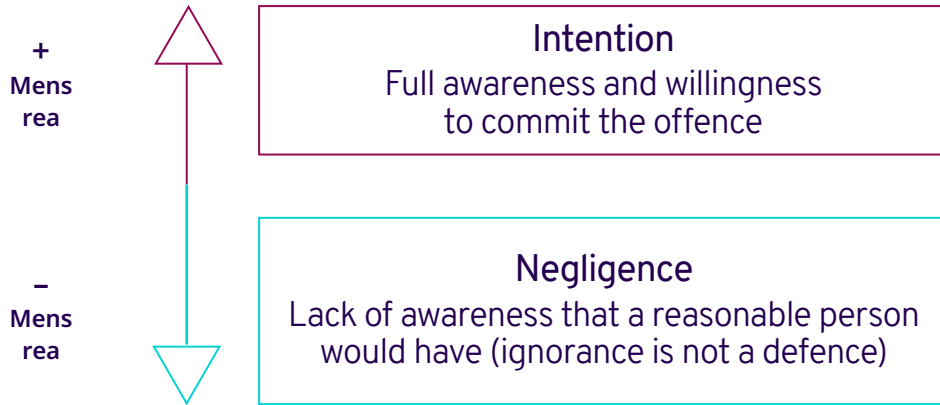 +
Mens
rea
Intention
Full awareness and willingness
to commit the offence
–
Mens
rea
Negligence
Lack of awareness that a reasonable person
would have (ignorance is not a defence)